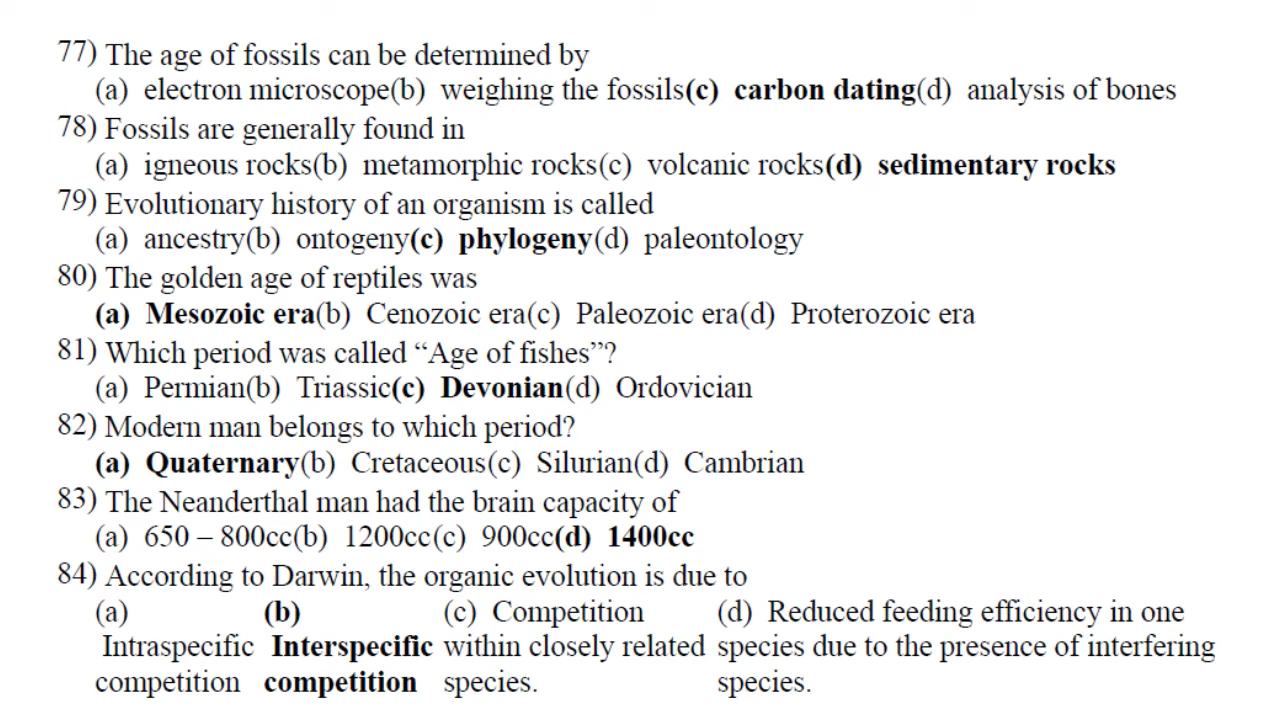 77) The age of fossils can be determined by
(a) electron microscope(b) weighing the fossils(c) carbon dating(d) analysis of bones
78) Fossils are generally found in
(a) igneous rocks(b) metamorphic rocks(c) volcanic rocks(d) sedimentary rocks
79) Evolutionary history of an organism is called
(a) ancestry(b) ontogeny(c) phylogeny(d) paleontology
80) The golden age of reptiles was
(a) Mesozoic era(b) Cenozoic era(c) Paleozoic era(d) Proterozoic era
81) Which period was called “Age of fishes”?
(a) Permian(b) Triassic(c) Devonian(d) Ordovician
82) Modern man belongs to which period?
(a) Quaternary(b) Cretaceous(c) Silurian(d) Cambrian
83) The Neanderthal man had the brain capacity of
(a) 650 – 800cc(b) 1200cc(c) 900cc(d) 1400cc
84) According to Darwin, the organic evolution is due to
(a) (b) (c) Competition (d) Reduced feeding efficiency in one
Intraspecific Interspecific within closely related species due to the presence of interfering
competition competition species. species.